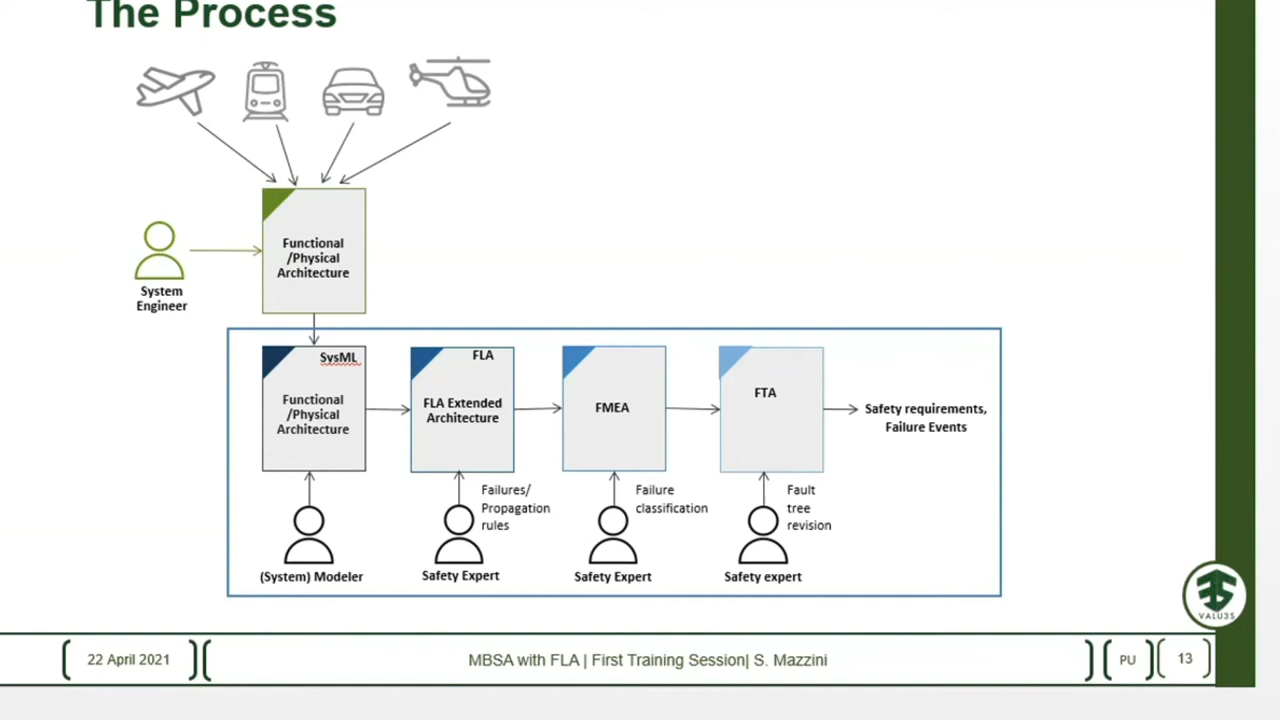 The Process
Functional
/Physical
Architecture
System
Engineer
SysML
Functional
/Physical
Architecture
FLA
FLA Extended
Architecture
FMEA
FTA
Safety requirements,
Failure Events
Failures/
Propagation
rules
Failure
classification
Fault
tree
revision
(System) Modeler
Safety Expert
Safety Expert
Safety expert
VALU3S
22 April 2021
MBSA with FLA | First Training Session| S. Mazzini
PU
13